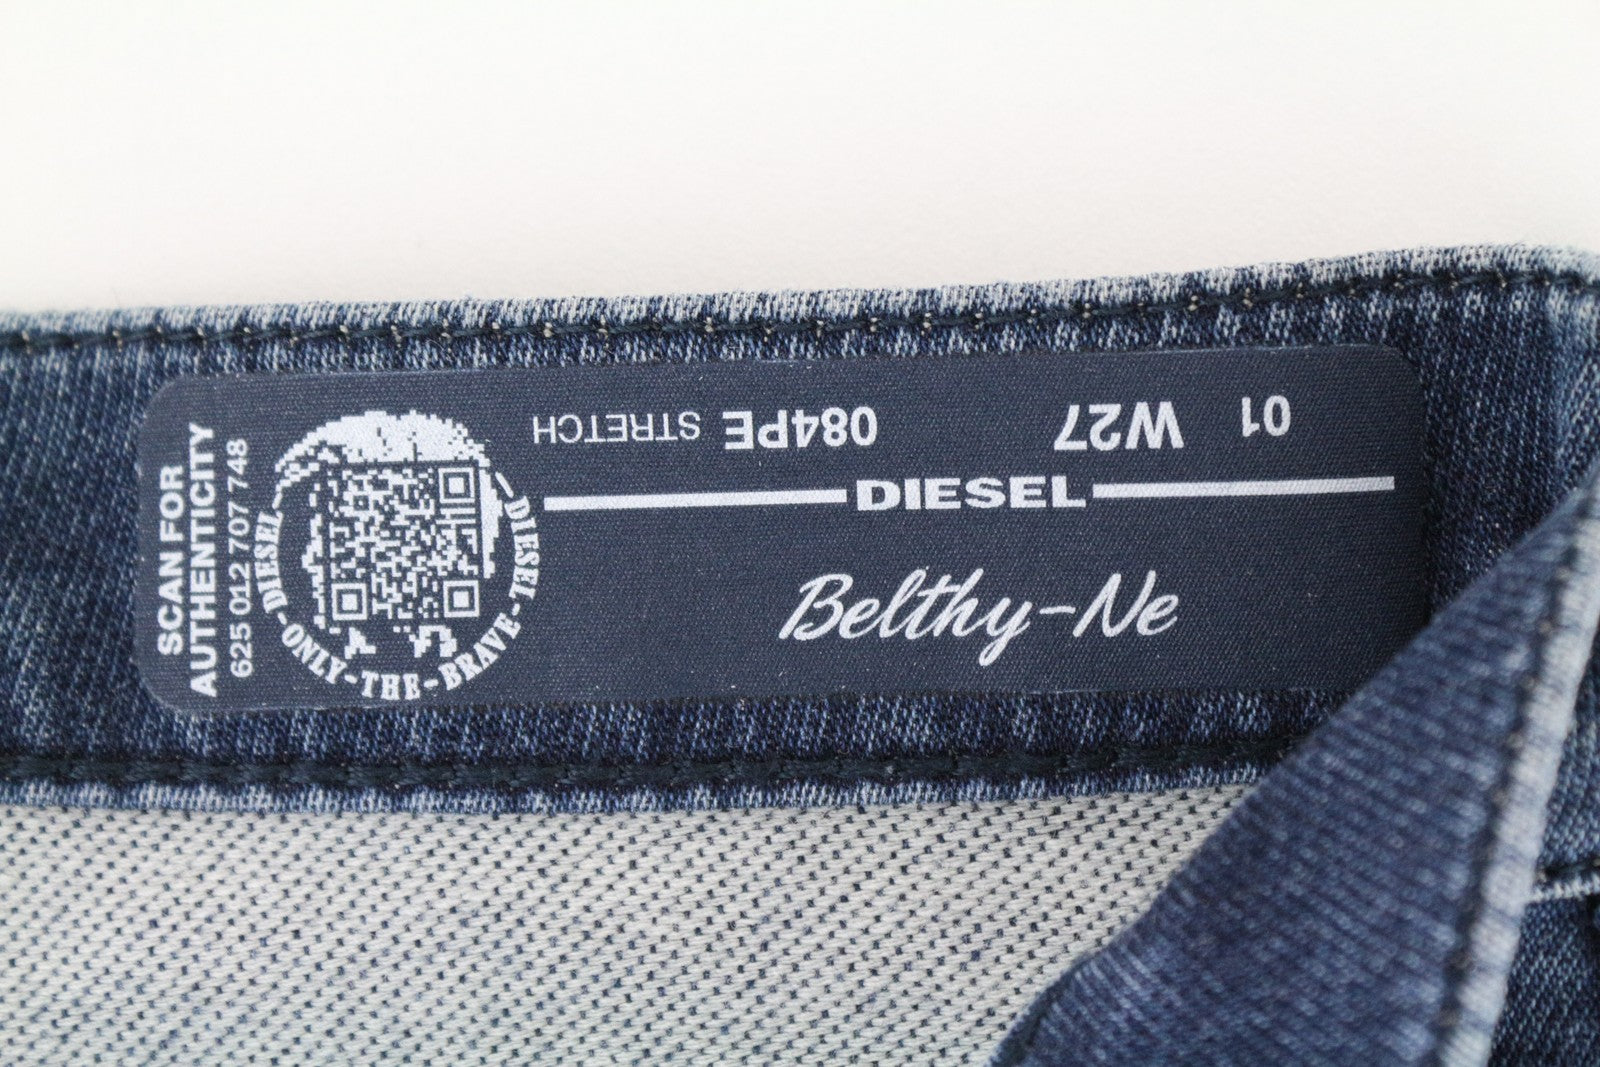 SCAN FOR
AUTHENTICITY
625 012 707 748
DIESEL-ONLY-THE-BRAVE-DIESEL
01 W27 084PE STRETCH
DIESEL
Belthy-Ne